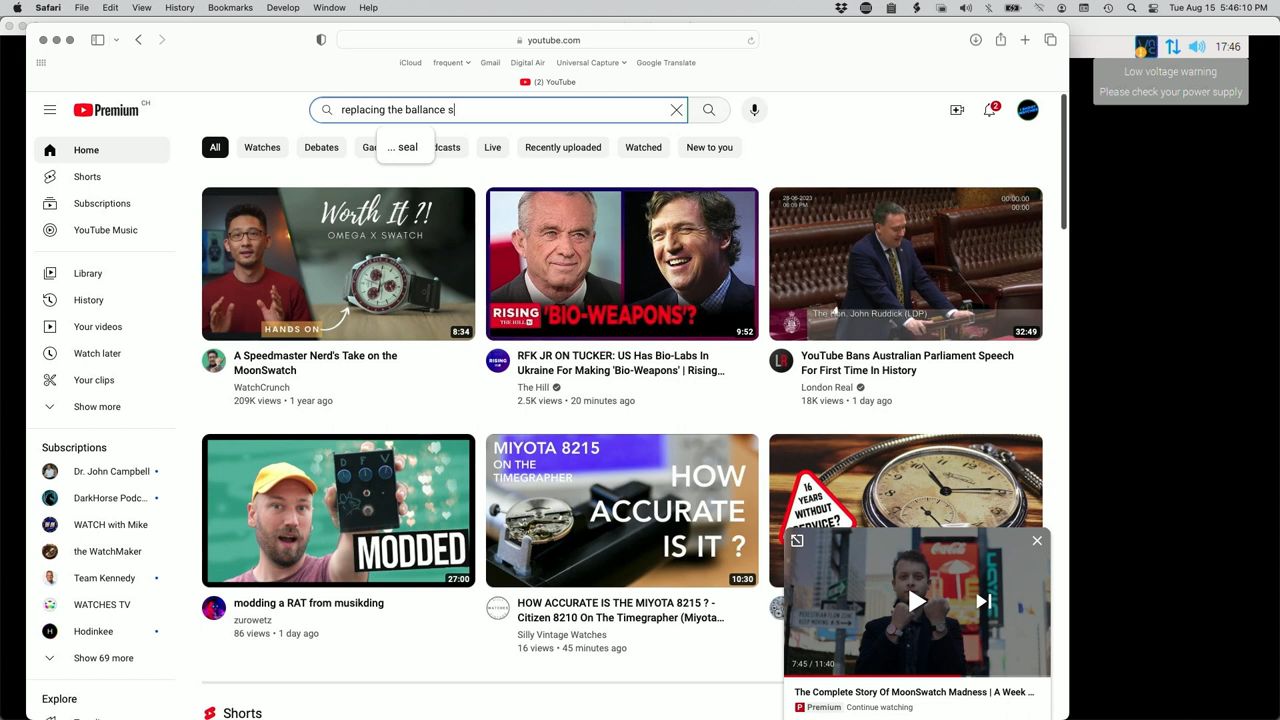 Safari File Edit View History Bookmarks Develop Window Help
Tue Aug 15 5:46:10 PM
youtube.com
17:46
iCloud frequent Gmail Digital Air Universal Capture Google Translate
Low voltage warning
Please check your power supply
(2) YouTube
Premium CH
replacing the ballance s
2
... seal
All Watches Debates Live Recently uploaded Watched New to you
Home
Shorts
Subscriptions
YouTube Music
Library
History
Your videos
Watch later
Your clips
Show more
Subscriptions
Dr. John Campbell
DarkHorse Podc...
WATCH with Mike
the WatchMaker
Team Kennedy
WATCHES TV
Hodinkee
Show 69 more
Explore
Worth It ?!
OMEGA X SWATCH
HANDS ON
8:34
A Speedmaster Nerd's Take on the
MoonSwatch
WatchCrunch
209K views • 1 year ago
RISING
THE HILL
'BIO-WEAPONS'?
9:52
RFK JR ON TUCKER: US Has Bio-Labs In
Ukraine For Making 'Bio-Weapons' | Rising...
The Hill
2.5K views • 20 minutes ago
00:00:00
00:00
The Hon. John Ruddick (LDP)
32:49
LR
YouTube Bans Australian Parliament Speech
For First Time In History
London Real
18K views • 1 day ago
D F V
MODDED
27:00
modding a RAT from musikding
zurowetz
86 views • 1 day ago
MIYOTA 8215
ON THE
TIMEGRAPHER
HOW
ACCURATE
IS IT ?
10:30
HOW ACCURATE IS THE MIYOTA 8215 ? -
Citizen 8210 On The Timegrapher (Miyota...
Silly Vintage Watches
16 views • 45 minutes ago
16
YEARS
WITHOUT
SERVICE?
Coca-Cola
7:45 / 11:40
The Complete Story Of MoonSwatch Madness | A Week ...
P Premium Continue watching
Shorts